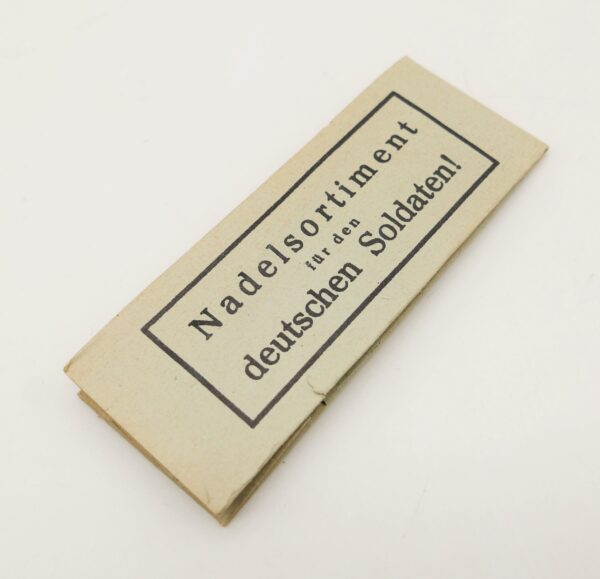 Nadelsortiment
für den
deutschen Soldaten!